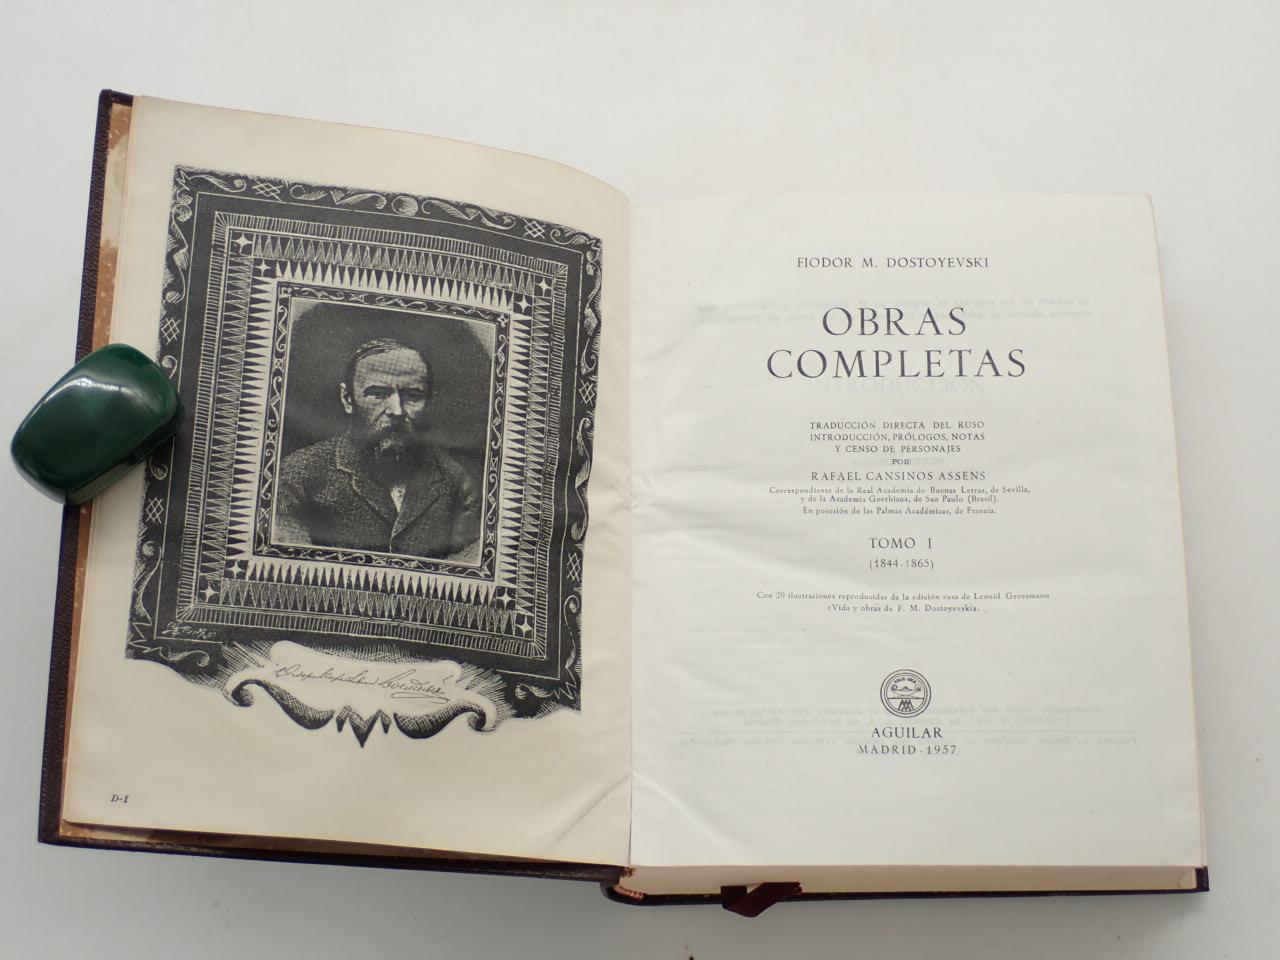 D-I
FIODOR M. DOSTOYEVSKI
OBRAS
COMPLETAS
TRADUCCIÓN DIRECTA DEL RUSO
INTRODUCCIÓN, PRÓLOGOS, NOTAS
Y CENSO DE PERSONAJES
POR
RAFAEL CANSINOS ASSENS
Correspondiente de la Real Academia de Buenas Letras, de Sevilla,
y de la Academia Goethiana, de Sao Paulo (Brasil).
En posesión de las Palmas Académicas, de Francia.
TOMO I
(1844-1865)
Con 20 ilustraciones reproducidas de la edición rusa de Leonid Grossmann
«Vida y obras de F. M. Dostoyevski».
AGUILAR
MADRID-1957